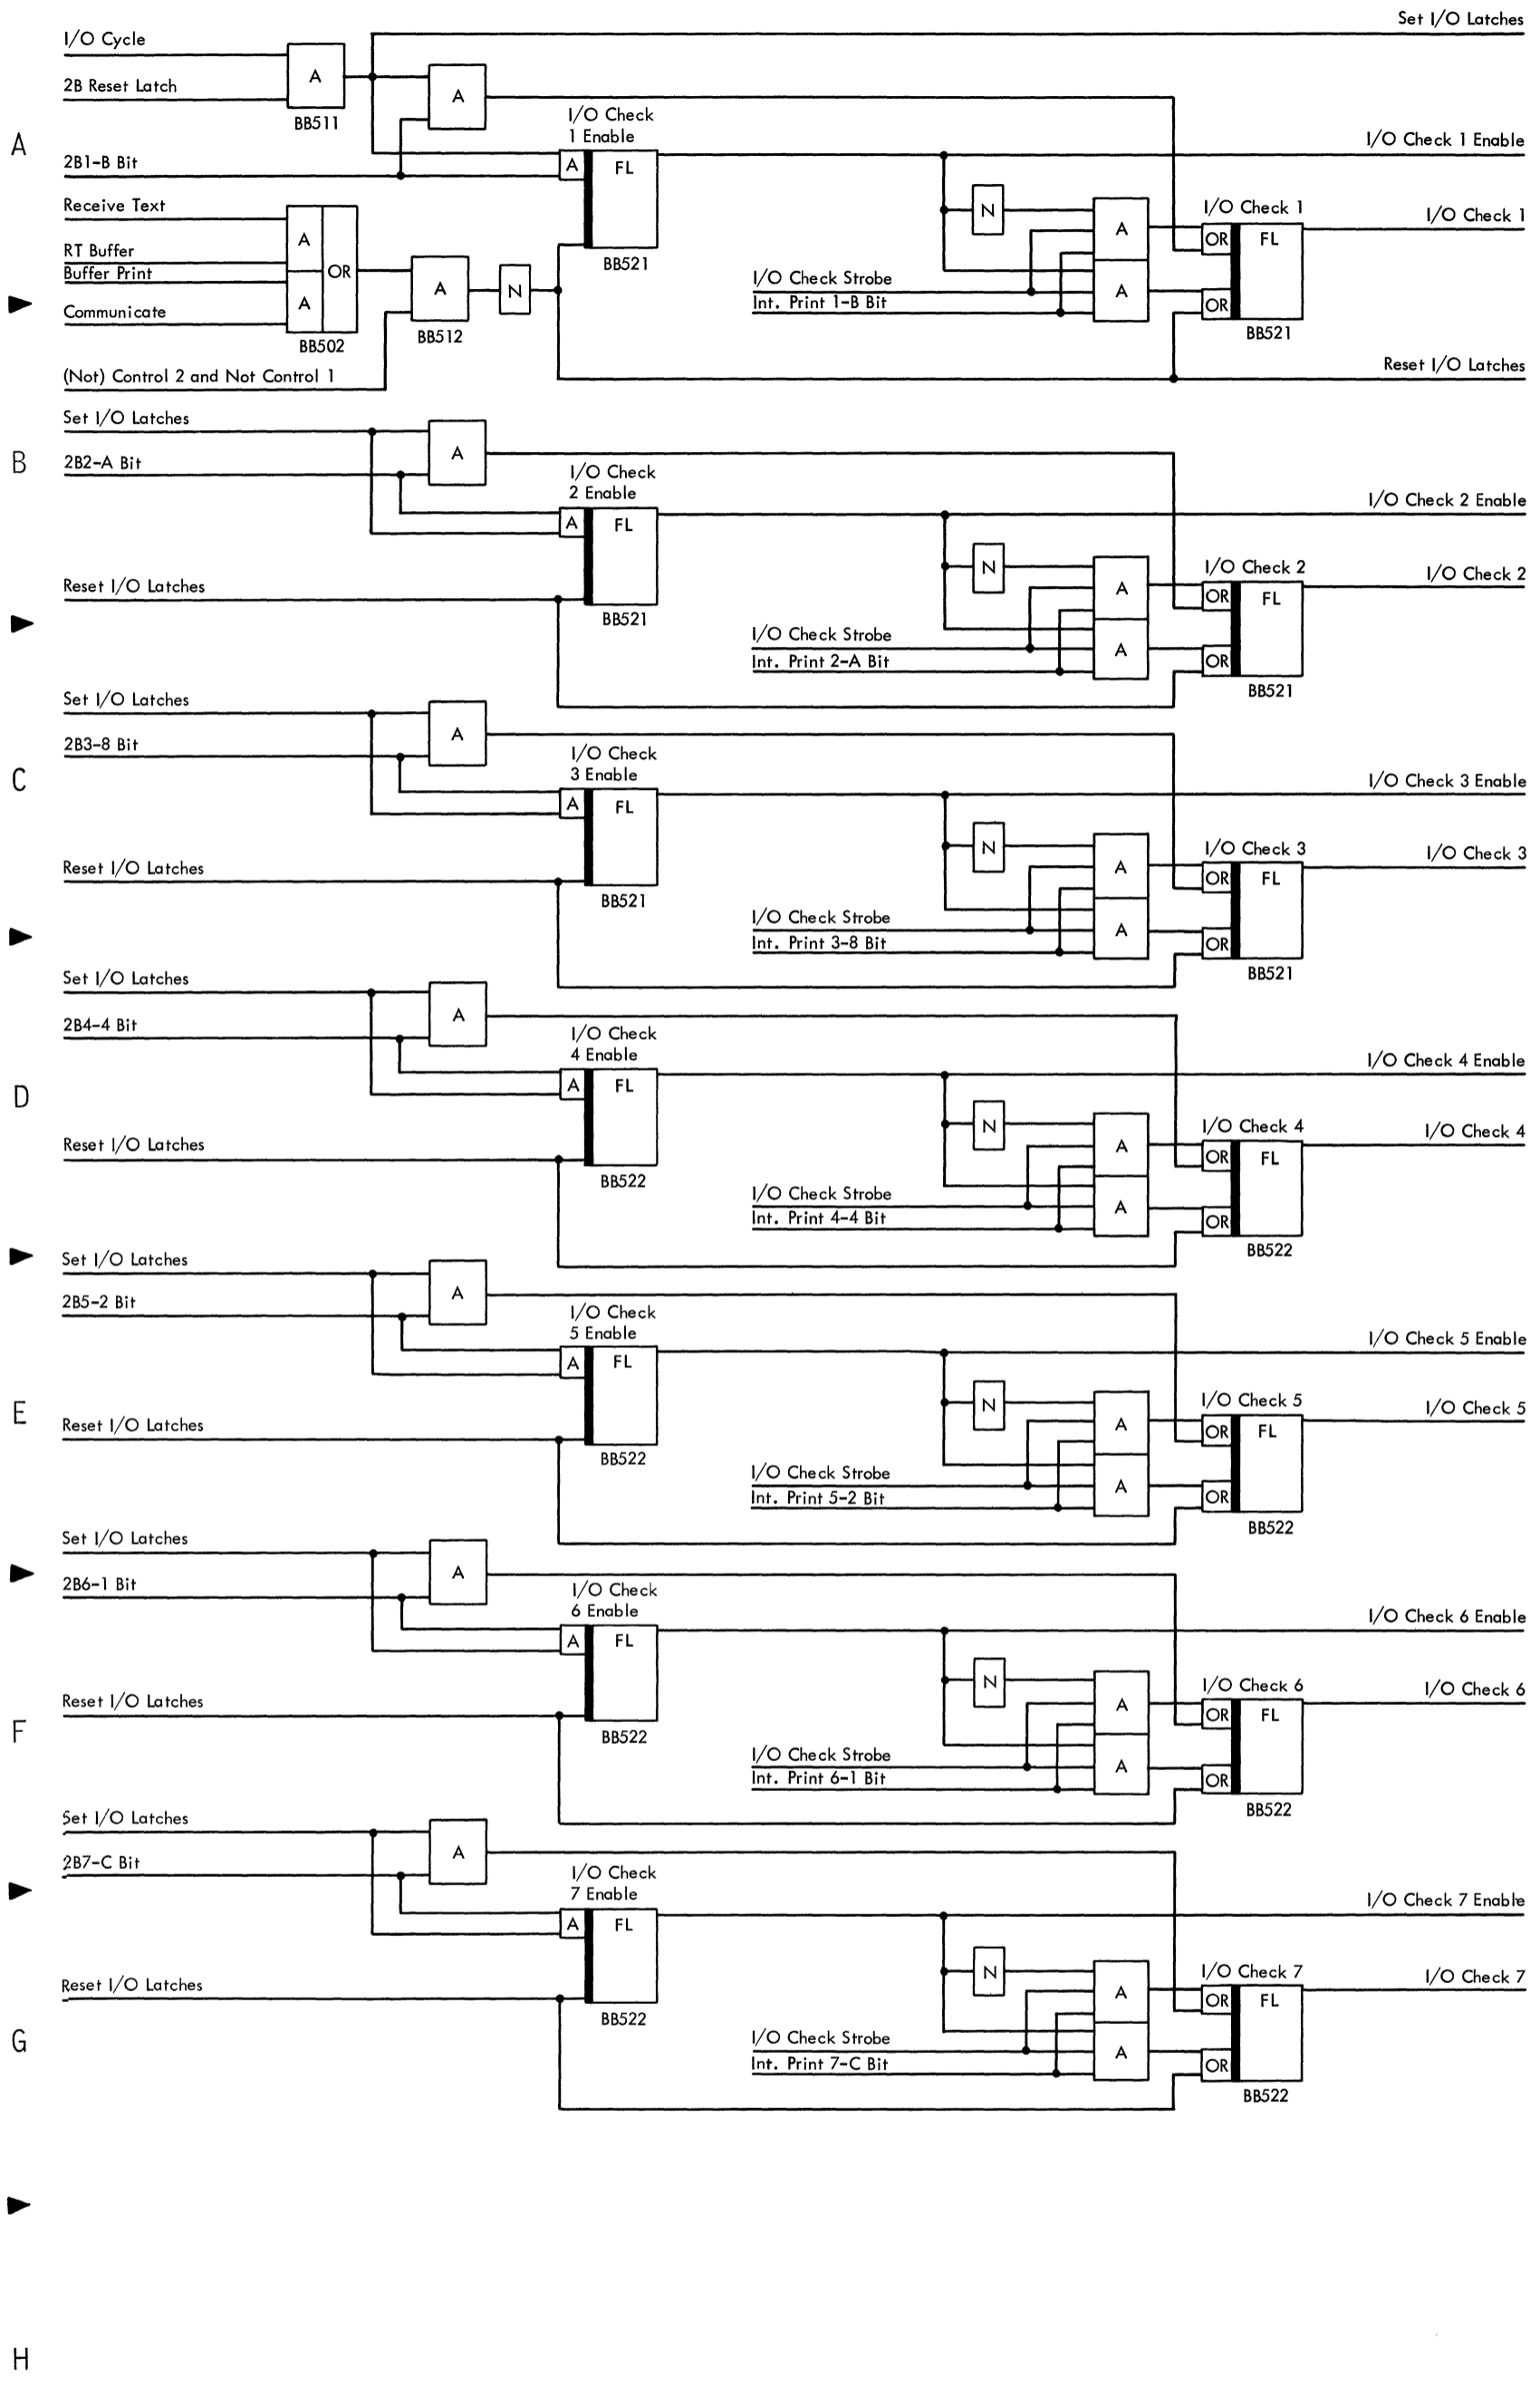 Set I/O Latches
I/O Cycle
A
2B Reset Latch
A
BB511
I/O Check
1 Enable
A
I/O Check 1 Enable
2B1-B Bit
A
FL
Receive Text
N
I/O Check 1
I/O Check 1
A
OR
FL
A
RT Buffer
BB521
Buffer Print
OR
A
N
I/O Check Strobe
A
Int. Print 1-B Bit
A
OR
Communicate
BB502
BB512
BB521
(Not) Control 2 and Not Control 1
Reset I/O Latches
Set I/O Latches
B
2B2-A Bit
A
I/O Check
2 Enable
I/O Check 2 Enable
A
FL
N
I/O Check 2
I/O Check 2
Reset I/O Latches
A
OR
FL
BB521
I/O Check Strobe
A
Int. Print 2-A Bit
OR
BB521
Set I/O Latches
A
2B3-8 Bit
C
I/O Check
3 Enable
I/O Check 3 Enable
A
FL
N
I/O Check 3
I/O Check 3
Reset I/O Latches
A
OR
FL
BB521
I/O Check Strobe
A
Int. Print 3-8 Bit
OR
BB521
Set I/O Latches
A
2B4-4 Bit
I/O Check
4 Enable
I/O Check 4 Enable
D
A
FL
N
I/O Check 4
I/O Check 4
Reset I/O Latches
A
OR
FL
BB522
I/O Check Strobe
A
Int. Print 4-4 Bit
OR
BB522
Set I/O Latches
A
2B5-2 Bit
I/O Check
5 Enable
I/O Check 5 Enable
A
FL
E
N
I/O Check 5
I/O Check 5
Reset I/O Latches
A
OR
FL
BB522
I/O Check Strobe
A
Int. Print 5-2 Bit
OR
BB522
Set I/O Latches
A
2B6-1 Bit
I/O Check
6 Enable
I/O Check 6 Enable
A
FL
N
I/O Check 6
I/O Check 6
Reset I/O Latches
A
OR
FL
F
BB522
I/O Check Strobe
A
Int. Print 6-1 Bit
OR
BB522
Set I/O Latches
A
2B7-C Bit
I/O Check
7 Enable
I/O Check 7 Enable
A
FL
N
I/O Check 7
I/O Check 7
Reset I/O Latches
A
OR
FL
BB522
G
I/O Check Strobe
A
Int. Print 7-C Bit
OR
BB522
H